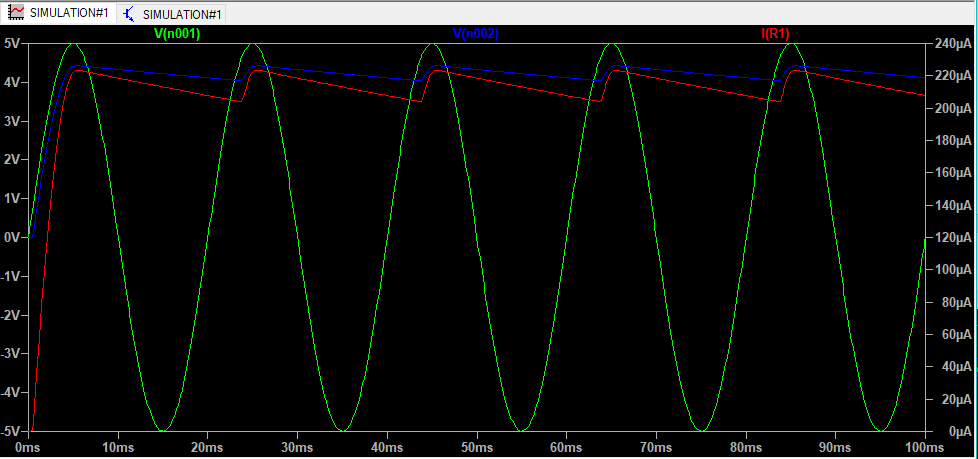 SIMULATION#1 SIMULATION#1
V(n001) V(n002) I(R1)
5V 240µA
4V 220µA
3V 200µA
2V 180µA
1V 160µA
0V 140µA
-1V 120µA
-2V 100µA
-3V 80µA
-4V 60µA
-5V 40µA
20µA
0µA
0ms 10ms 20ms 30ms 40ms 50ms 60ms 70ms 80ms 90ms 100ms